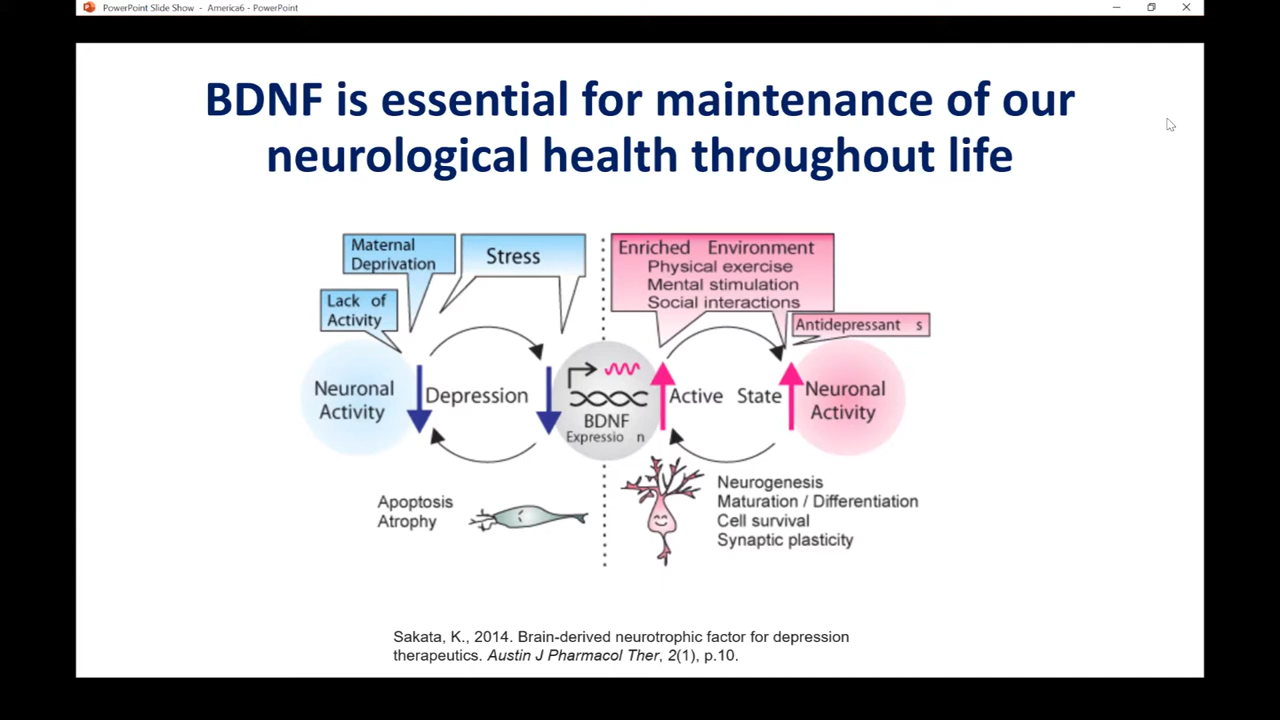 PowerPoint Slide Show - America6 - PowerPoint
BDNF is essential for maintenance of our
neurological health throughout life
Maternal
Deprivation
Stress
Lack of
Activity
Enriched Environment
Physical exercise
Mental stimulation
Social interactions
Antidepressant s
Neuronal
Activity
Depression
BDNF
Expressio n
Active State
Neuronal
Activity
Apoptosis
Atrophy
Neurogenesis
Maturation / Differentiation
Cell survival
Synaptic plasticity
Sakata, K., 2014. Brain-derived neurotrophic factor for depression
therapeutics. Austin J Pharmacol Ther, 2(1), p.10.